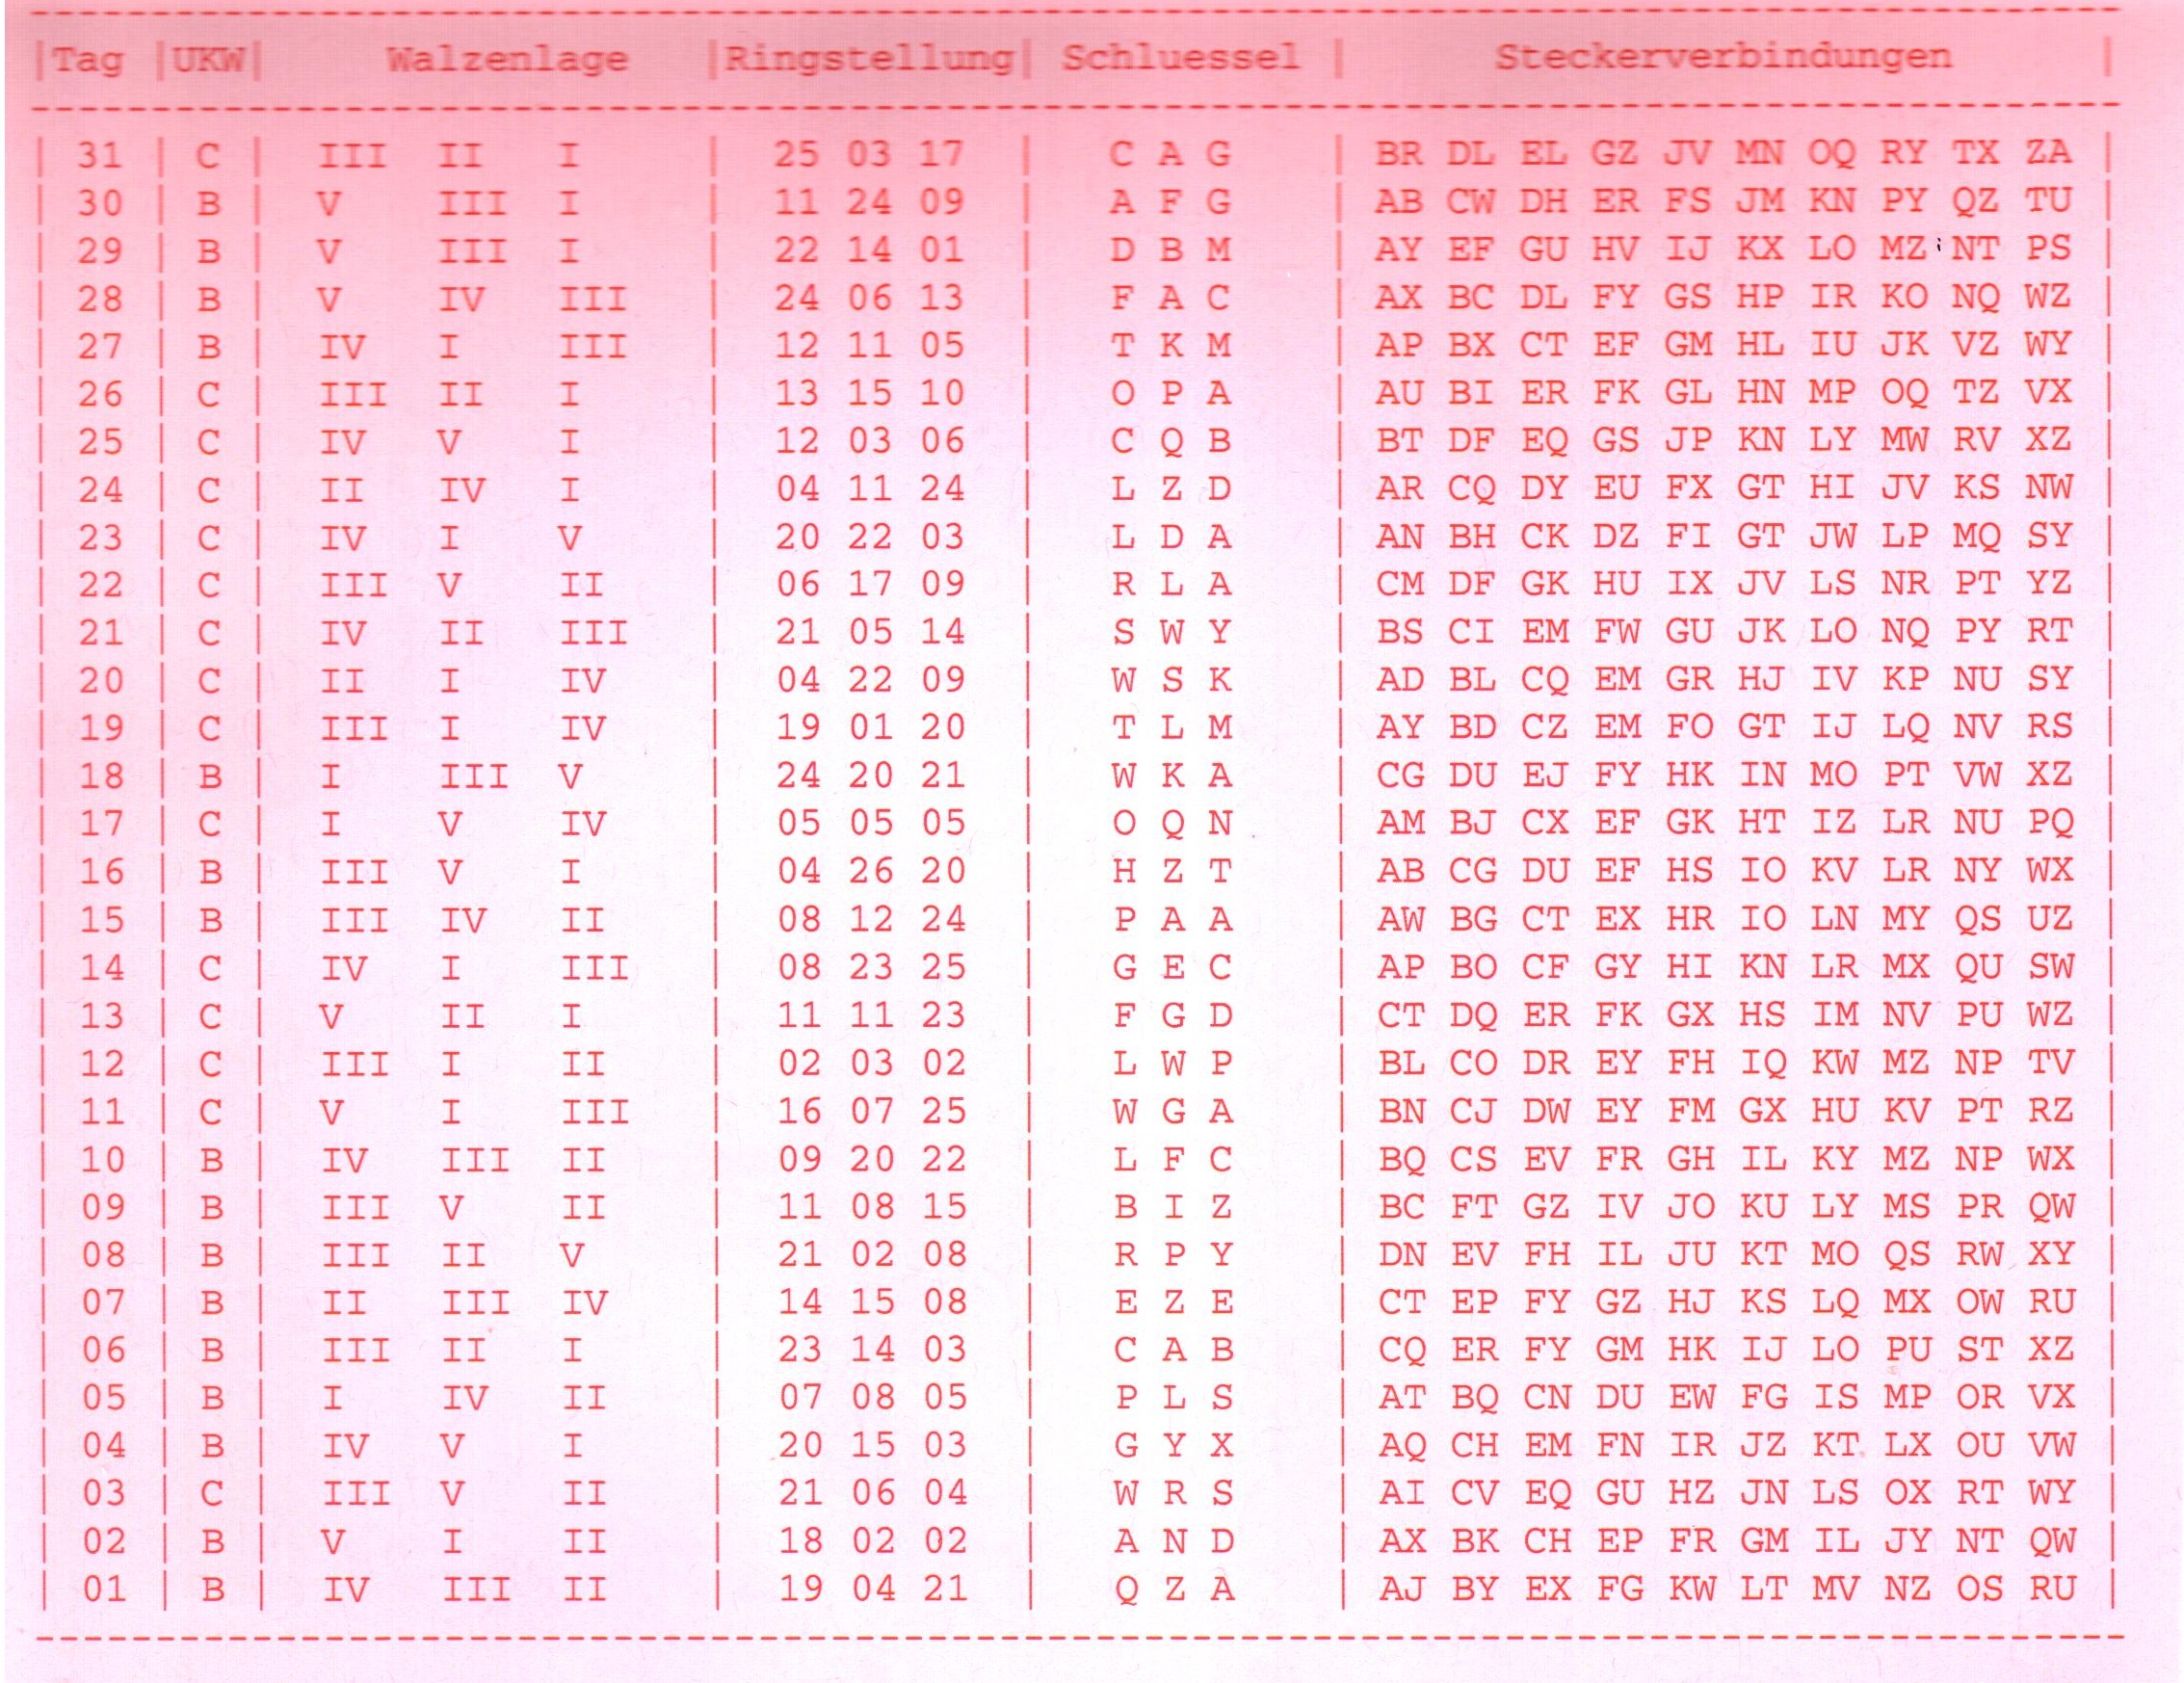 |Tag |UKW| Walzenlage |Ringstellung| Schluessel | Steckerverbindungen |
| 31 | C | III II I | 25 03 17 | C A G | BR DL EL GZ JV MN OQ RY TX ZA |
| 30 | B | V III I | 11 24 09 | A F G | AB CW DH ER FS JM KN PY QZ TU |
| 29 | B | V III I | 22 14 01 | D B M | AY EF GU HV IJ KX LO MZ NT PS |
| 28 | B | V IV III | 24 06 13 | F A C | AX BC DL FY GS HP IR KO NQ WZ |
| 27 | B | IV I III | 12 11 05 | T K M | AP BX CT EF GM HL IU JK VZ WY |
| 26 | C | III II I | 13 15 10 | O P A | AU BI ER FK GL HN MP OQ TZ VX |
| 25 | C | IV V I | 12 03 06 | C Q B | BT DF EQ GS JP KN LY MW RV XZ |
| 24 | C | II IV I | 04 11 24 | L Z D | AR CQ DY EU FX GT HI JV KS NW |
| 23 | C | IV I V | 20 22 03 | L D A | AN BH CK DZ FI GT JW LP MQ SY |
| 22 | C | III V II | 06 17 09 | R L A | CM DF GK HU IX JV LS NR PT YZ |
| 21 | C | IV II III | 21 05 14 | S W Y | BS CI EM FW GU JK LO NQ PY RT |
| 20 | C | II I IV | 04 22 09 | W S K | AD BL CQ EM GR HJ IV KP NU SY |
| 19 | C | III I IV | 19 01 20 | T L M | AY BD CZ EM FO GT IJ LQ NV RS |
| 18 | B | I III V | 24 20 21 | W K A | CG DU EJ FY HK IN MO PT VW XZ |
| 17 | C | I V IV | 05 05 05 | O Q N | AM BJ CX EF GK HT IZ LR NU PQ |
| 16 | B | III V I | 04 26 20 | H Z T | AB CG DU EF HS IO KV LR NY WX |
| 15 | B | III IV II | 08 12 24 | P A A | AW BG CT EX HR IO LN MY QS UZ |
| 14 | C | IV I III | 08 23 25 | G E C | AP BO CF GY HI KN LR MX QU SW |
| 13 | C | V II I | 11 11 23 | F G D | CT DQ ER FK GX HS IM NV PU WZ |
| 12 | C | III I II | 02 03 02 | L W P | BL CO DR EY FH IQ KW MZ NP TV |
| 11 | C | V I III | 16 07 25 | W G A | BN CJ DW EY FM GX HU KV PT RZ |
| 10 | B | IV III II | 09 20 22 | L F C | BQ CS EV FR GH IL KY MZ NP WX |
| 09 | B | III V II | 11 08 15 | B I Z | BC FT GZ IV JO KU LY MS PR QW |
| 08 | B | III II V | 21 02 08 | R P Y | DN EV FH IL JU KT MO QS RW XY |
| 07 | B | II III IV | 14 15 08 | E Z E | CT EP FY GZ HJ KS LQ MX OW RU |
| 06 | B | III II I | 23 14 03 | C A B | CQ ER FY GM HK IJ LO PU ST XZ |
| 05 | B | I IV II | 07 08 05 | P L S | AT BQ CN DU EW FG IS MP OR VX |
| 04 | B | IV V I | 20 15 03 | G Y X | AQ CH EM FN IR JZ KT LX OU VW |
| 03 | C | III V II | 21 06 04 | W R S | AI CV EQ GU HZ JN LS OX RT WY |
| 02 | B | V I II | 18 02 02 | A N D | AX BK CH EP FR GM IL JY NT QW |
| 01 | B | IV III II | 19 04 21 | Q Z A | AJ BY EX FG KW LT MV NZ OS RU |